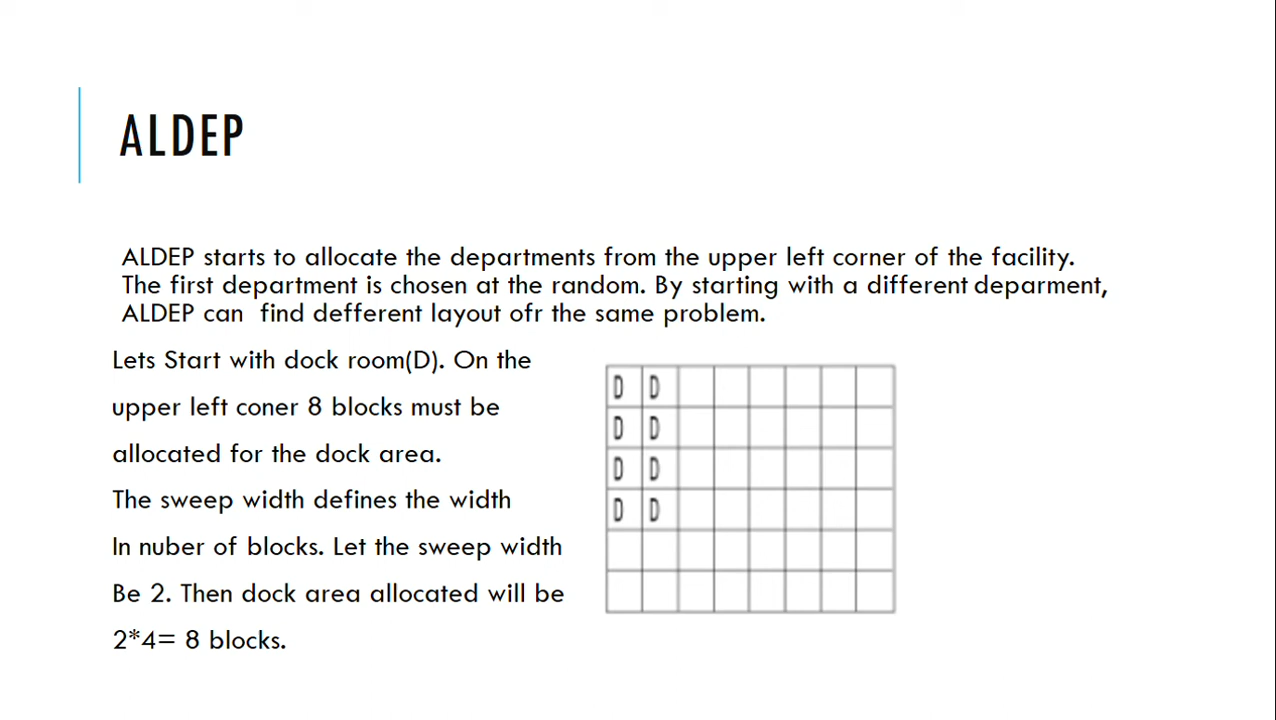 ALDEP
ALDEP starts to allocate the departments from the upper left corner of the facility.
The first department is chosen at the random. By starting with a different deparment,
ALDEP can find defferent layout ofr the same problem.
Lets Start with dock room(D). On the
upper left coner 8 blocks must be
allocated for the dock area.
The sweep width defines the width
In nuber of blocks. Let the sweep width
Be 2. Then dock area allocated will be
2*4= 8 blocks.
D D
D D
D D
D D